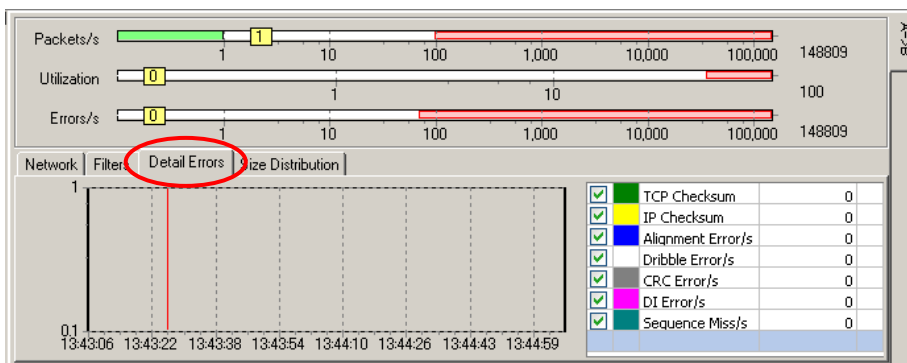 Packets/s 1 148809
1 10 100 1,000 10,000 100,000
Utilization 0 100
1 10
Errors/s 0 148809
1 10 100 1,000 10,000 100,000
Network Filters Detail Errors Size Distribution
1
0.1
13:43:06 13:43:22 13:43:38 13:43:54 13:44:10 13:44:26 13:44:43 13:44:59
TCP Checksum 0
IP Checksum 0
Alignment Error/s 0
Dribble Error/s 0
CRC Error/s 0
DI Error/s 0
Sequence Miss/s 0